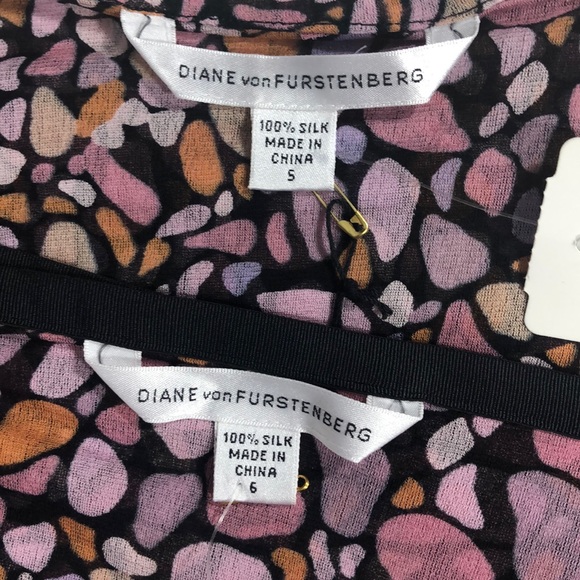 DIANE von FURSTENBERG
100% SILK
MADE IN
CHINA
S
DIANE von FURSTENBERG
100% SILK
MADE IN
CHINA
6